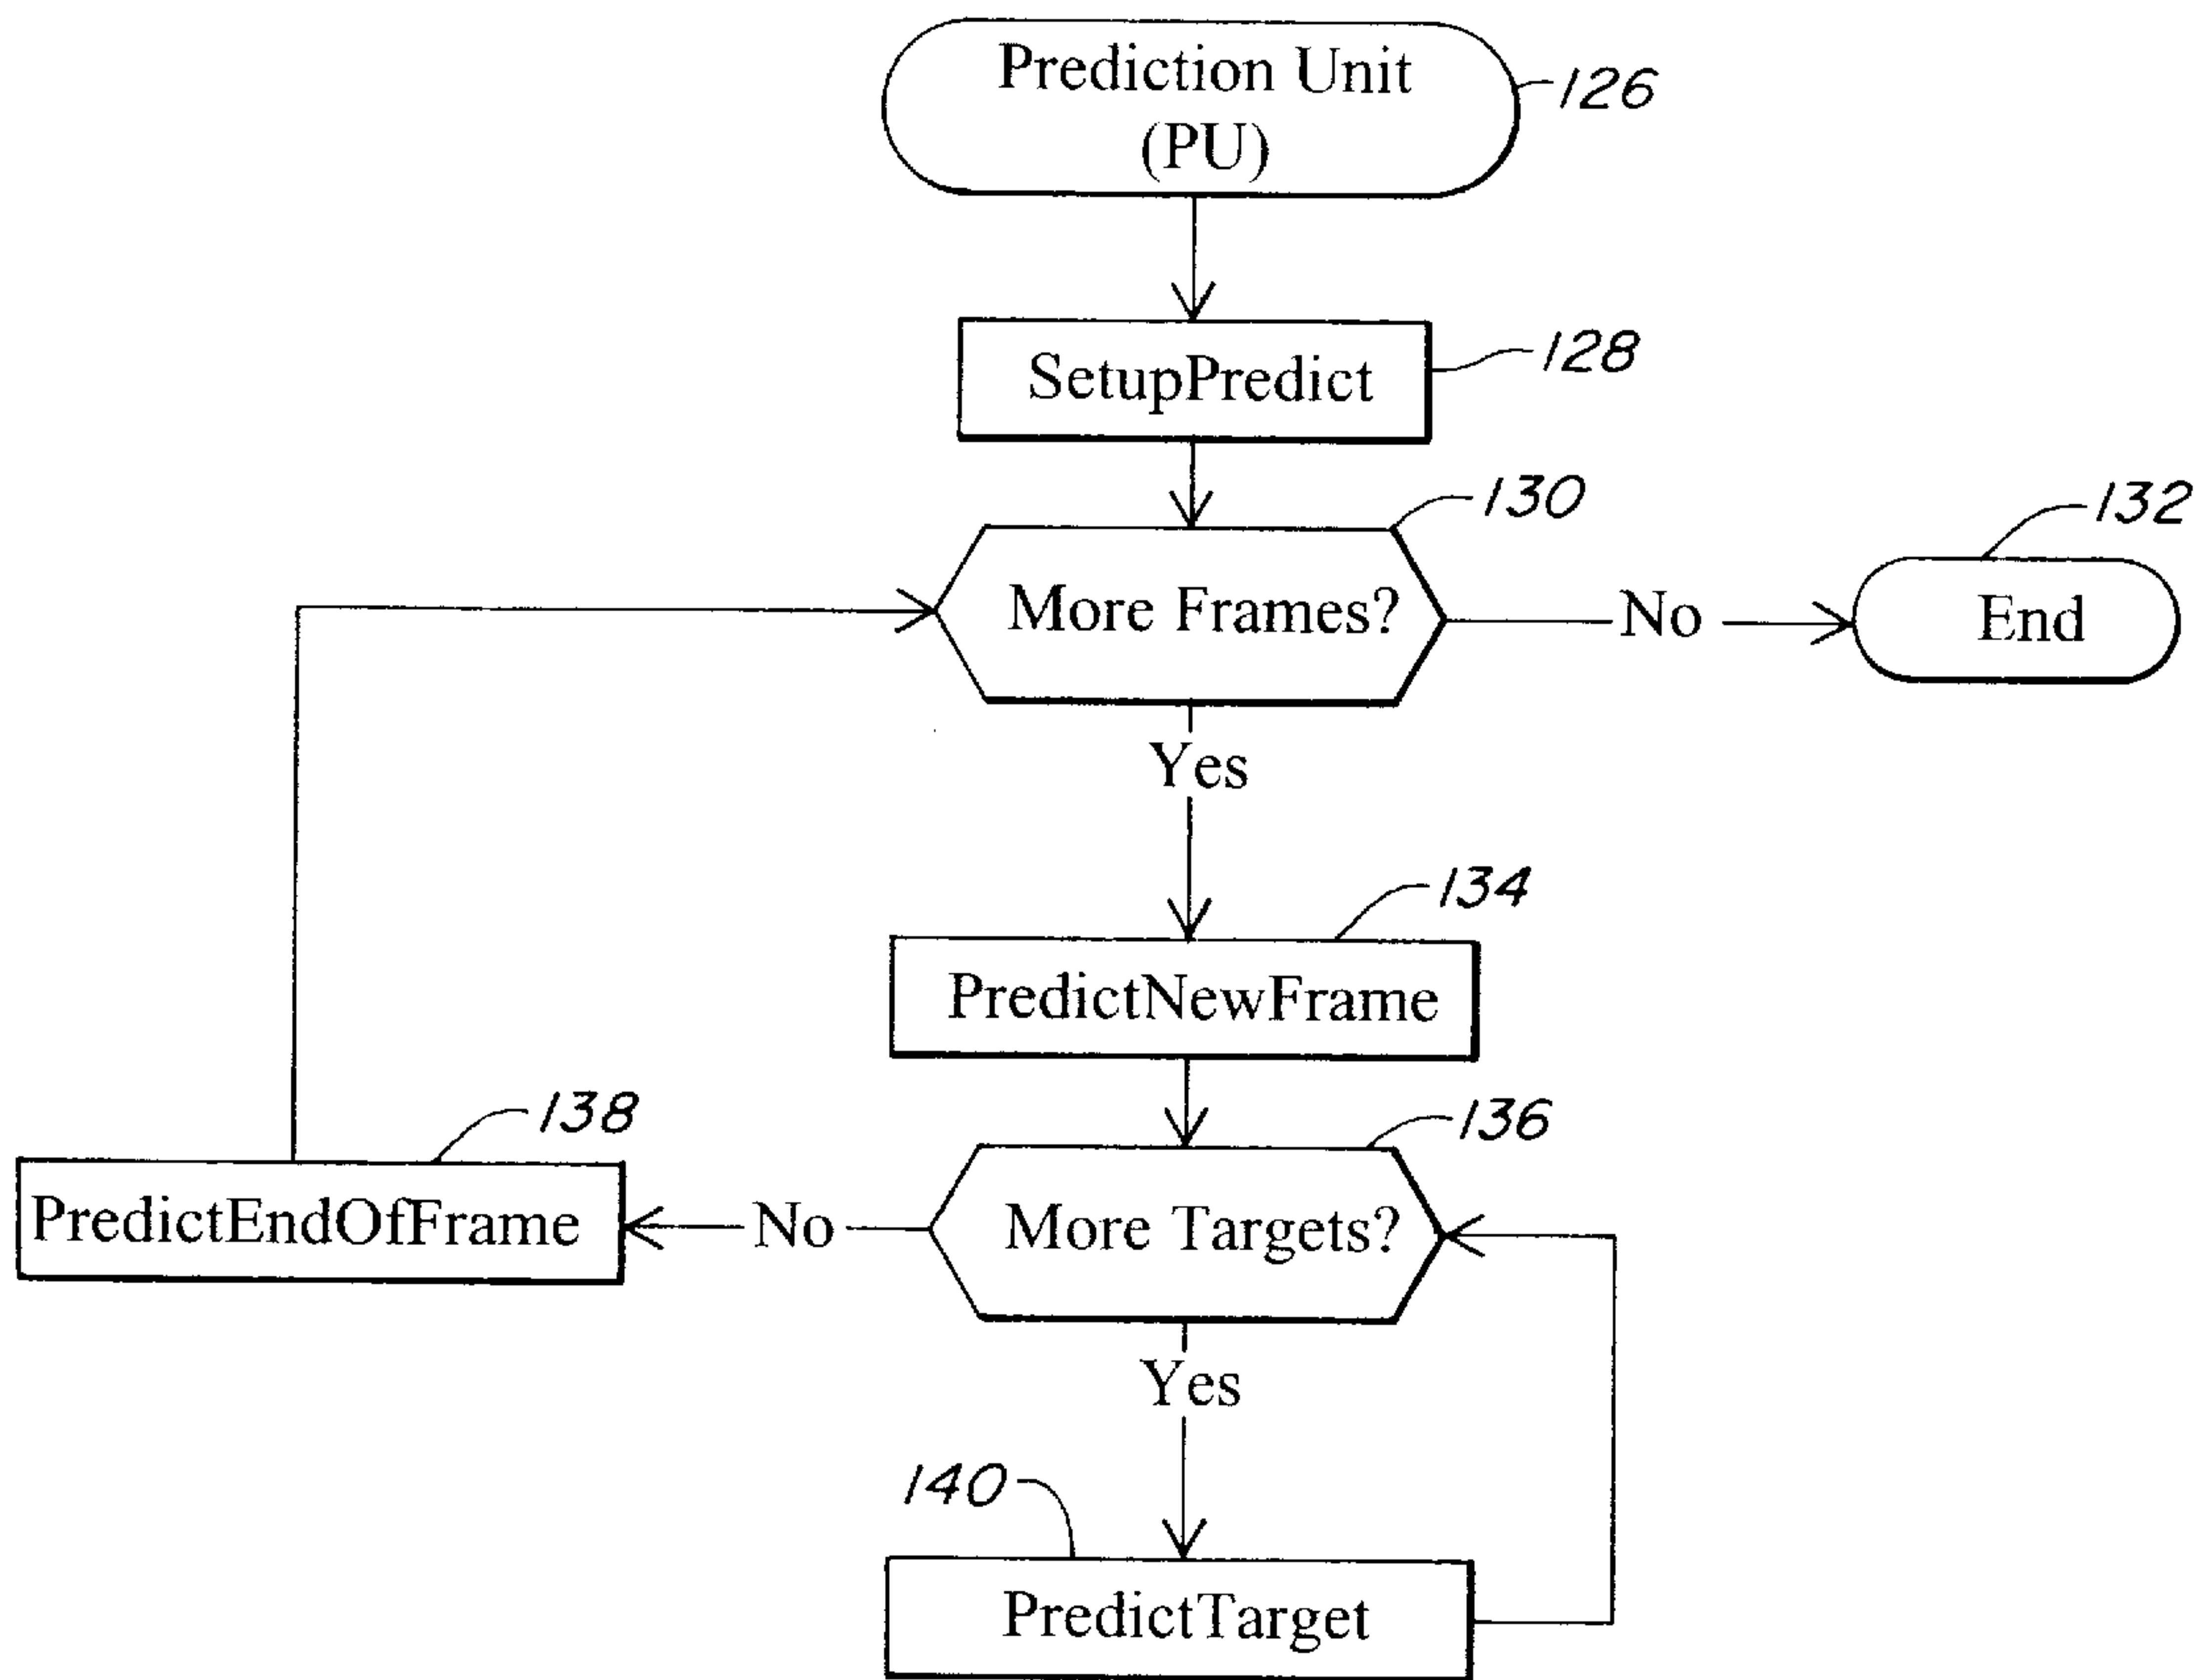 Prediction Unit
(PU)
126
SetupPredict
128
More Frames?
130
No
End
132
Yes
PredictNewFrame
134
More Targets?
136
No
PredictEndOfFrame
138
Yes
PredictTarget
140